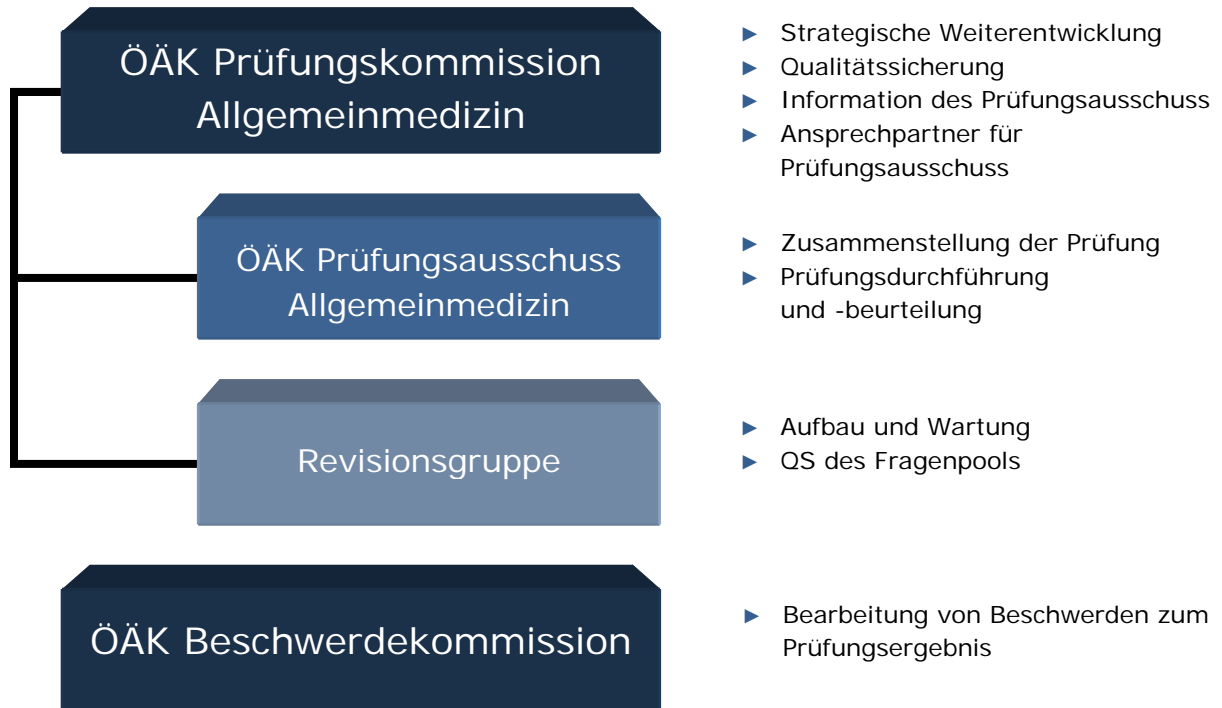 ÖÄK Prüfungskommission
Allgemeinmedizin
► Strategische Weiterentwicklung
► Qualitätssicherung
► Information des Prüfungsausschuss
► Ansprechpartner für
Prüfungsausschuss
ÖÄK Prüfungsausschuss
Allgemeinmedizin
► Zusammenstellung der Prüfung
► Prüfungsdurchführung
und -beurteilung
Revisionsgruppe
► Aufbau und Wartung
► QS des Fragenpools
ÖÄK Beschwerdekommission
► Bearbeitung von Beschwerden zum
Prüfungsergebnis